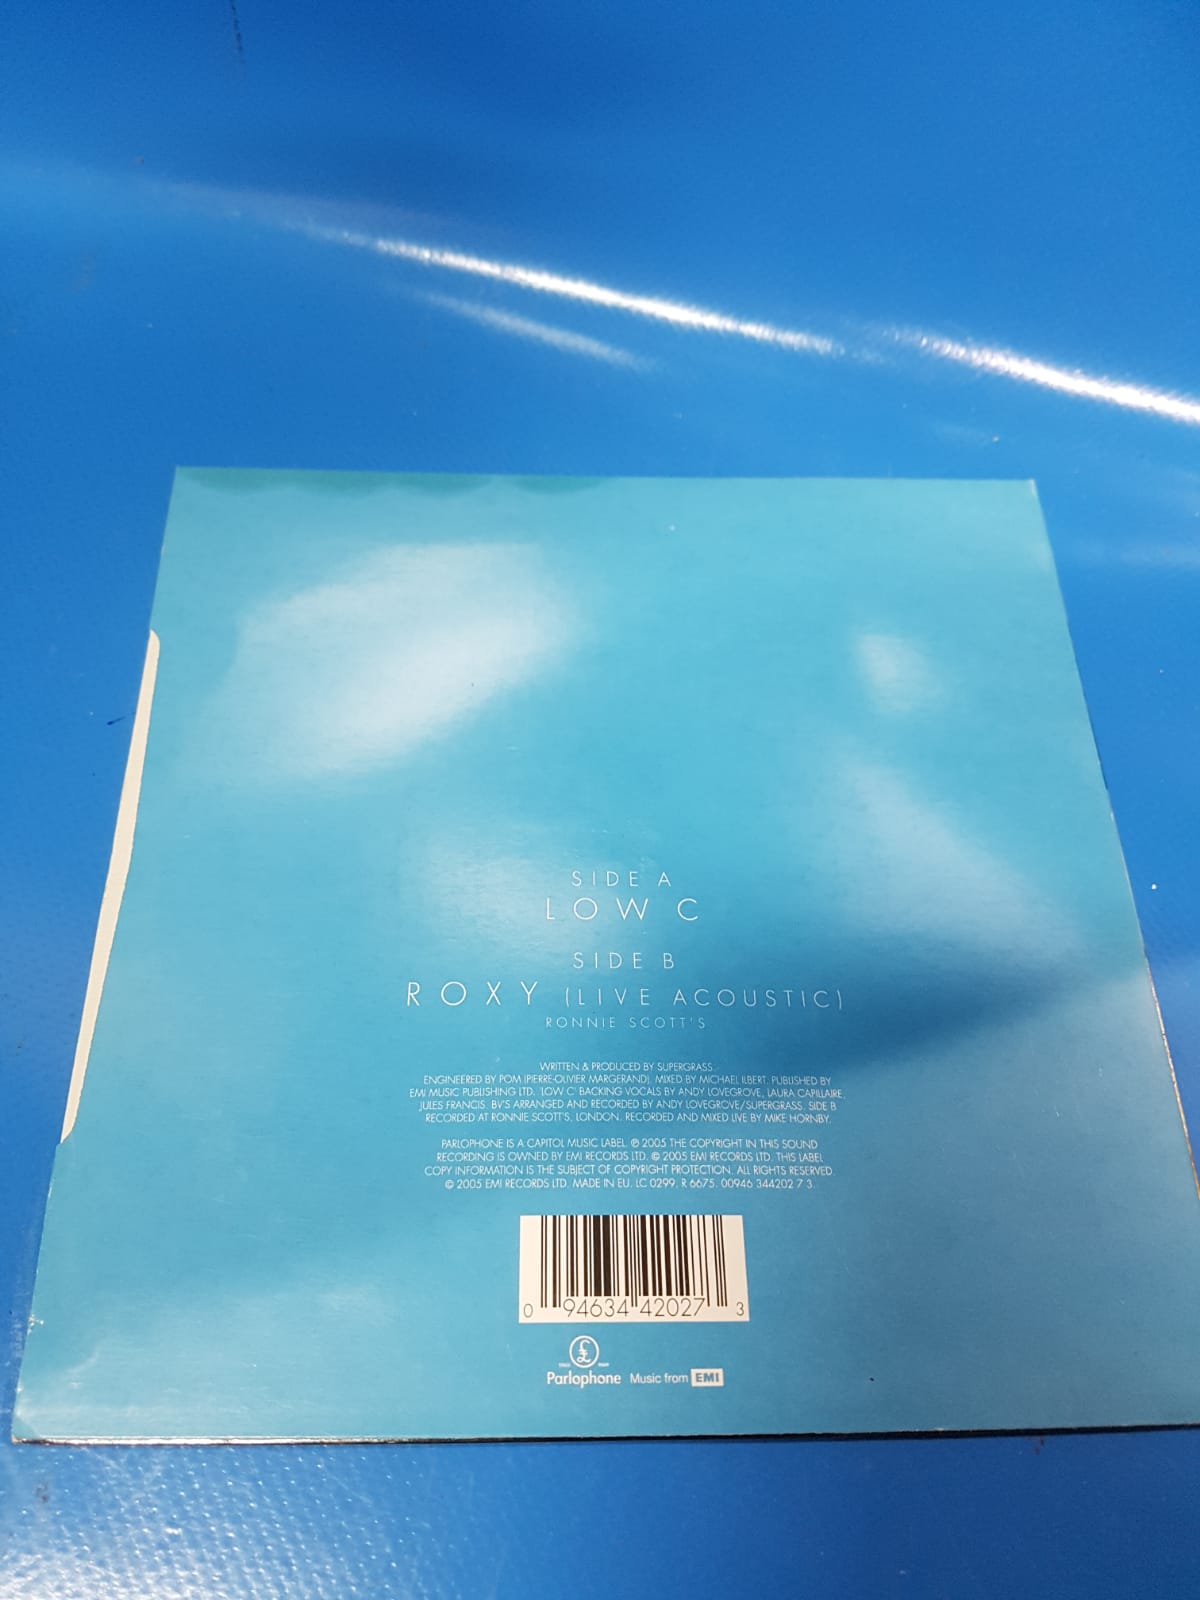 SIDE A
LOW C
SIDE B
ROXY (LIVE ACOUSTIC)
RONNIE SCOTT'S
WRITTEN & PRODUCED BY SUPERGRASS.
ENGINEERED BY POM (PIERRE-OLIVIER MARGERAND). MIXED BY MICHAEL ILBERT. PUBLISHED BY
EMI MUSIC PUBLISHING LTD. 'LOW C' BACKING VOCALS BY ANDY LOVEGROVE, LAURA CAPILLAIRE,
JULES FRANCIS. BV'S ARRANGED AND RECORDED BY ANDY LOVEGROVE/SUPERGRASS. SIDE B
RECORDED AT RONNIE SCOTT'S, LONDON. RECORDED AND MIXED LIVE BY MIKE HORNBY.
PARLOPHONE IS A CAPITOL MUSIC LABEL. ℗ 2005 THE COPYRIGHT IN THIS SOUND
RECORDING IS OWNED BY EMI RECORDS LTD. © 2005 EMI RECORDS LTD. THIS LABEL
COPY INFORMATION IS THE SUBJECT OF COPYRIGHT PROTECTION. ALL RIGHTS RESERVED.
© 2005 EMI RECORDS LTD. MADE IN EU. LC 0299. R 6675. 00946 344202 7 3.
0 94634 42027 3
£
Parlophone Music from EMI